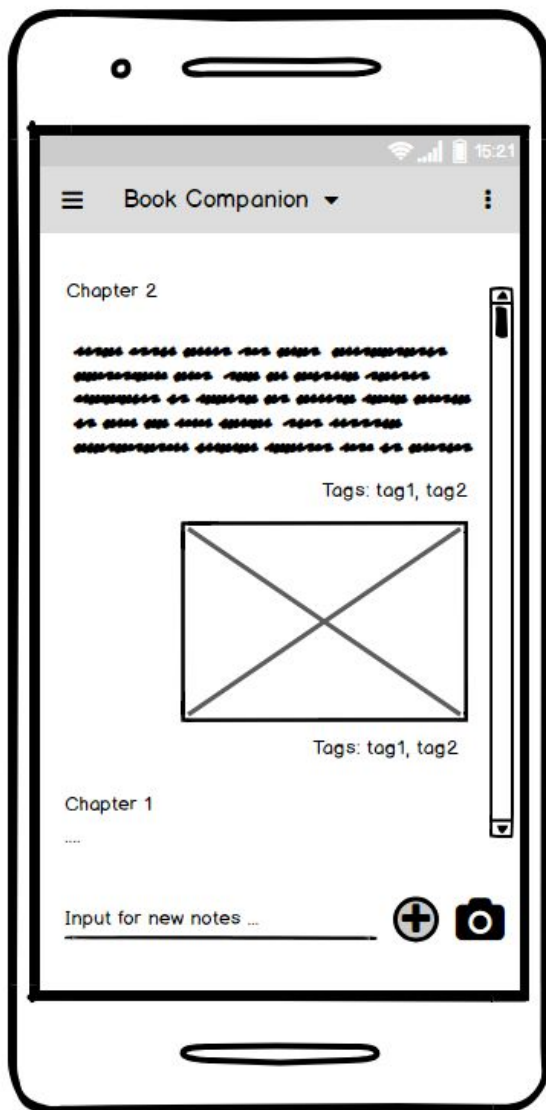 15:21
Book Companion
Chapter 2
Tags: tag1, tag2
Tags: tag1, tag2
Chapter 1
....
Input for new notes ...